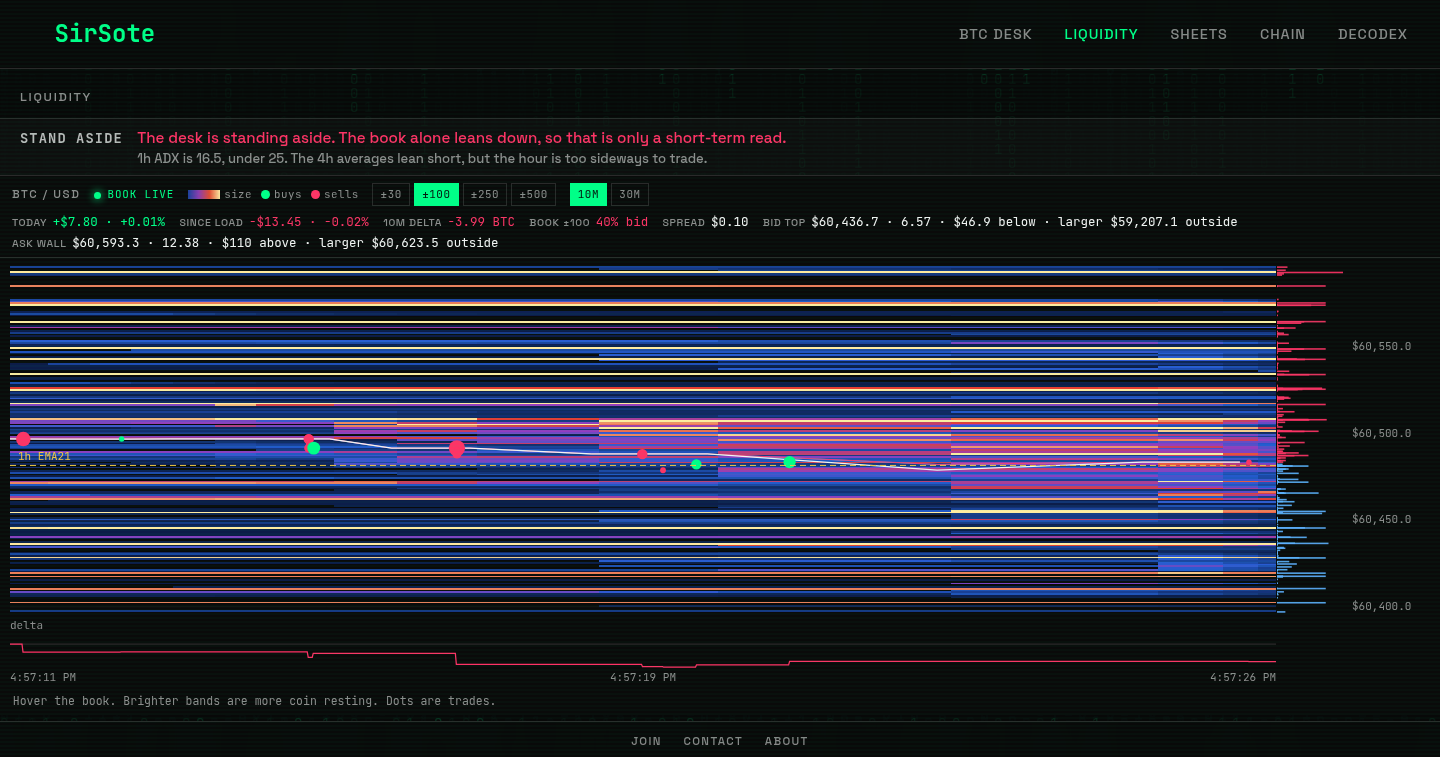 SirSote
BTC DESK LIQUIDITY SHEETS CHAIN DECODEX
LIQUIDITY
STAND ASIDE The desk is standing aside. The book alone leans down, so that is only a short-term read.
1h ADX is 16.5, under 25. The 4h averages lean short, but the hour is too sideways to trade.
BTC / USD BOOK LIVE size buys sells ±30 ±100 ±250 ±500 10M 30M
TODAY +$7.80 · +0.01% SINCE LOAD -$13.45 · -0.02% 10M DELTA -3.99 BTC BOOK ±100 40% bid SPREAD $0.10 BID TOP $60,436.7 · 6.57 · $46.9 below · larger $59,207.1 outside
ASK WALL $60,593.3 · 12.38 · $110 above · larger $60,623.5 outside
$60,550.0
$60,500.0
1h EMA21
$60,450.0
$60,400.0
delta
4:57:11 PM 4:57:19 PM 4:57:26 PM
Hover the book. Brighter bands are more coin resting. Dots are trades.
JOIN CONTACT ABOUT